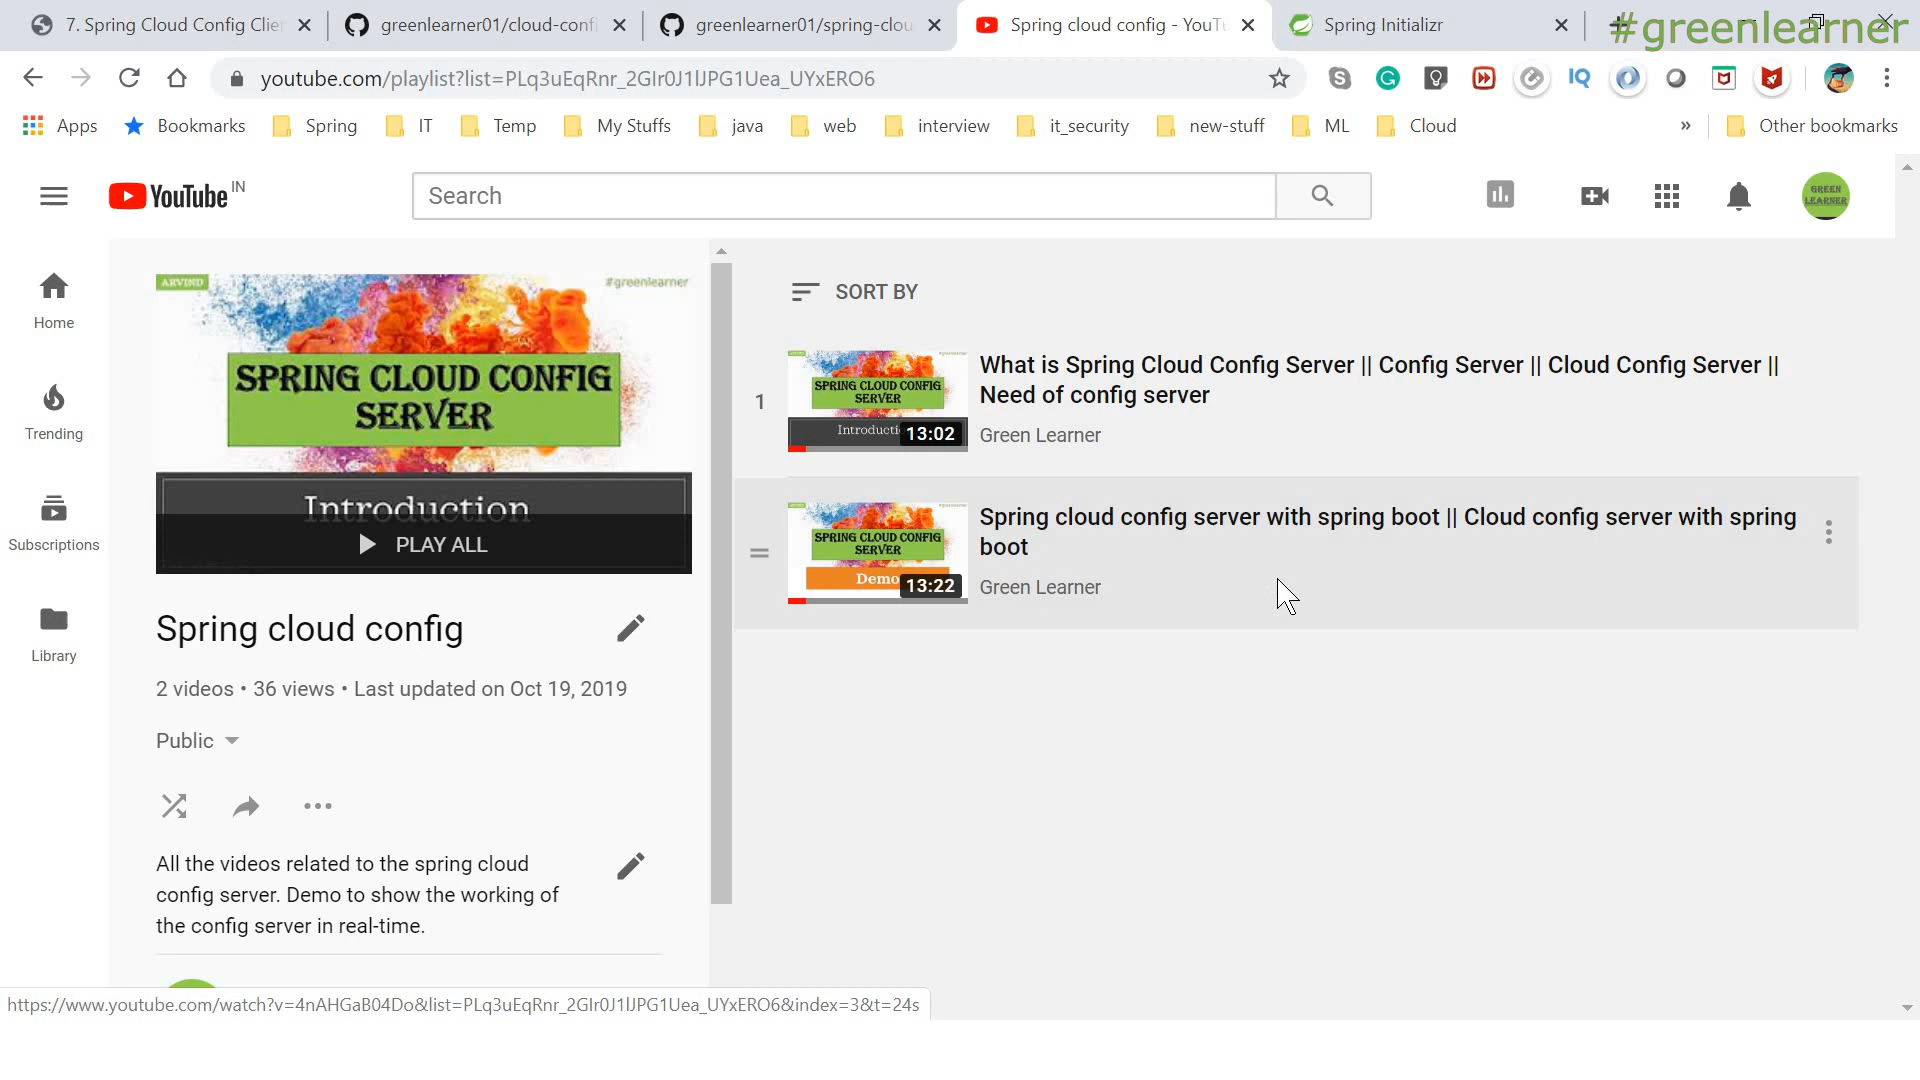 7. Spring Cloud Config Clie
greenlearner01/cloud-confi
greenlearner01/spring-clou
Spring cloud config - YouTu
Spring Initializr
#greenlearner
youtube.com/playlist?list=PLq3uEqRnr_2GIr0J1lJPG1Uea_UYxERO6
Apps
Bookmarks
Spring
IT
Temp
My Stuffs
java
web
interview
it_security
new-stuff
ML
Cloud
»
Other bookmarks
YouTube IN
Search
GREEN
LEARNER
Home
Trending
Subscriptions
Library
ARVIND
#greenlearner
SPRING CLOUD CONFIG
SERVER
Introduction
PLAY ALL
Spring cloud config
2 videos • 36 views • Last updated on Oct 19, 2019
Public
All the videos related to the spring cloud
config server. Demo to show the working of
the config server in real-time.
SORT BY
1
SPRING CLOUD CONFIG
SERVER
Introducti
13:02
What is Spring Cloud Config Server || Config Server || Cloud Config Server ||
Need of config server
Green Learner
SPRING CLOUD CONFIG
SERVER
Demo
13:22
Spring cloud config server with spring boot || Cloud config server with spring
boot
Green Learner
https://www.youtube.com/watch?v=4nAHGaB04Do&list=PLq3uEqRnr_2GIr0J1lJPG1Uea_UYxERO6&index=3&t=24s